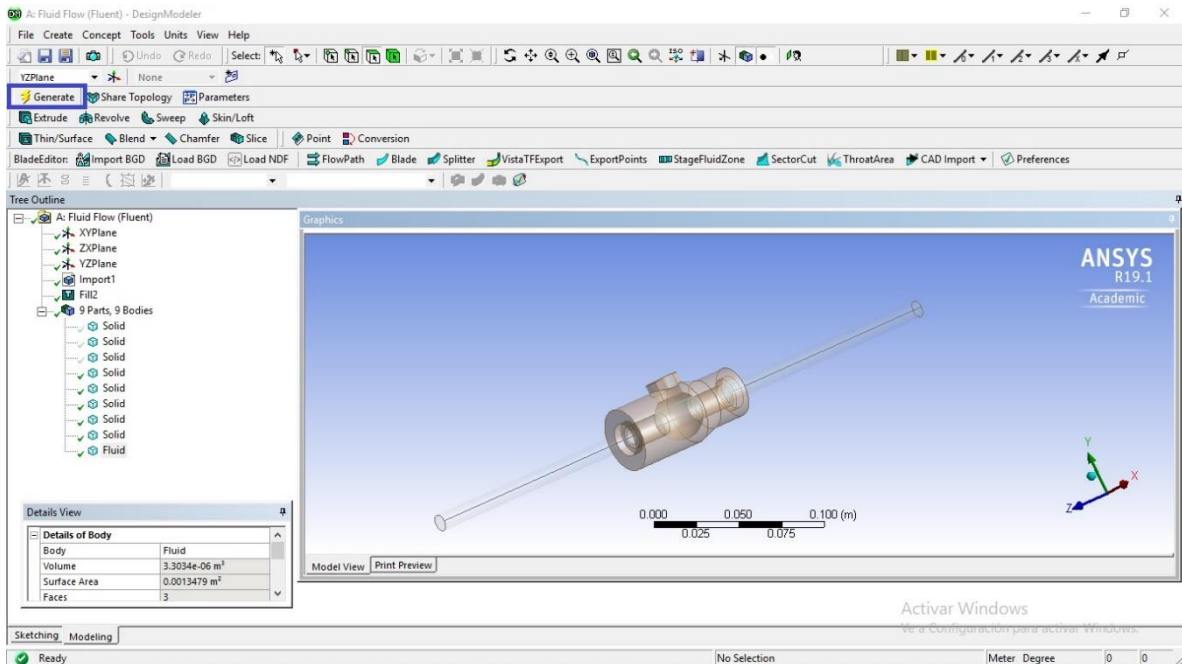 A: Fluid Flow (Fluent) - DesignModeler
File Create Concept Tools Units View Help
Undo Redo Select:
YZPlane None
Generate Share Topology Parameters
Extrude Revolve Sweep Skin/Loft
Thin/Surface Blend Chamfer Slice Point Conversion
BladeEditor: Import BGD Load BGD Load NDF FlowPath Blade Splitter VistaTFExport ExportPoints StageFluidZone SectorCut ThroatArea CAD Import Preferences
Tree Outline
A: Fluid Flow (Fluent)
XYPlane
ZXPlane
YZPlane
Import1
Fill2
9 Parts, 9 Bodies
Solid
Solid
Solid
Solid
Solid
Solid
Solid
Solid
Fluid
Graphics
ANSYS
R19.1
Academic
Y
X
Z
0.000 0.050 0.100 (m)
0.025 0.075
Model View Print Preview
Details View
Details of Body
Body Fluid
Volume 3.3034e-06 m³
Surface Area 0.0013479 m²
Faces 3
Activar Windows
Ve a Configuración para activar Windows.
Sketching Modeling
Ready No Selection Meter Degree 0 0